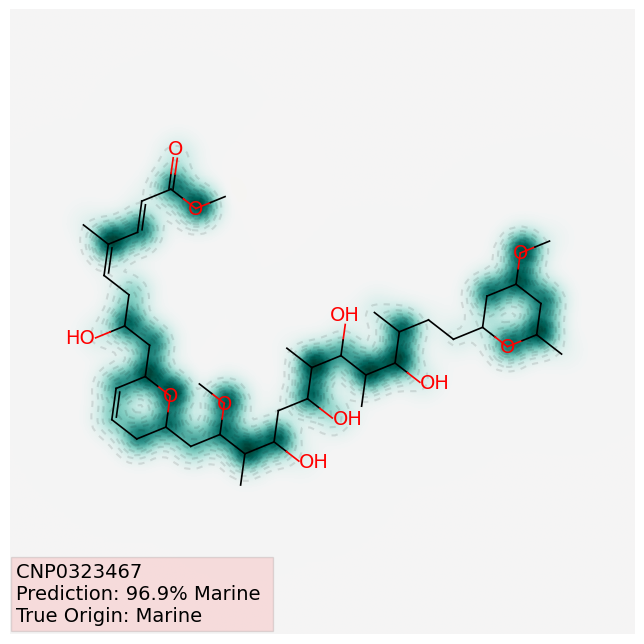 O
O
HO
O
O
OH
OH
OH
OH
O
O
CNP0323467
Prediction: 96.9% Marine
True Origin: Marine